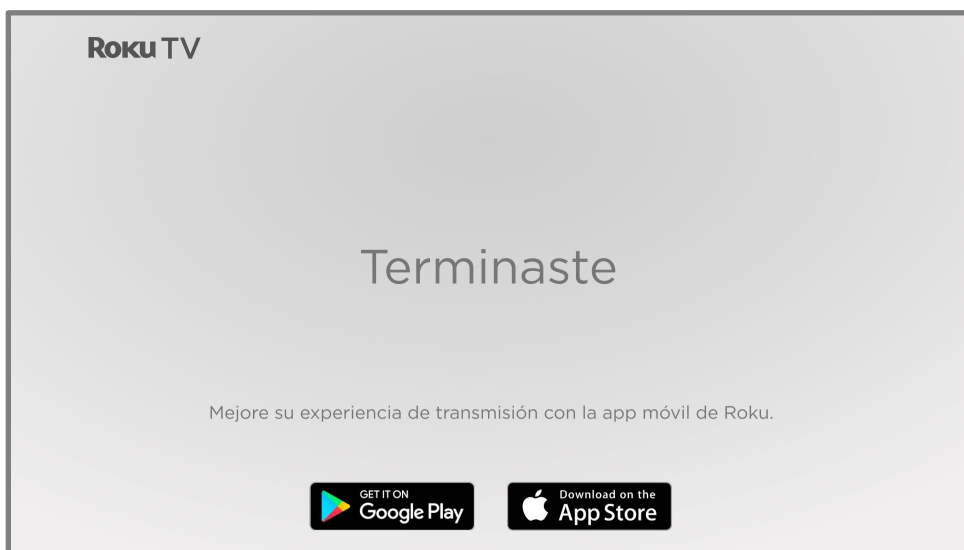 Roku TV
Terminaste
Mejore su experiencia de transmisión con la app móvil de Roku.
GET IT ON
Google Play
Download on the
App Store